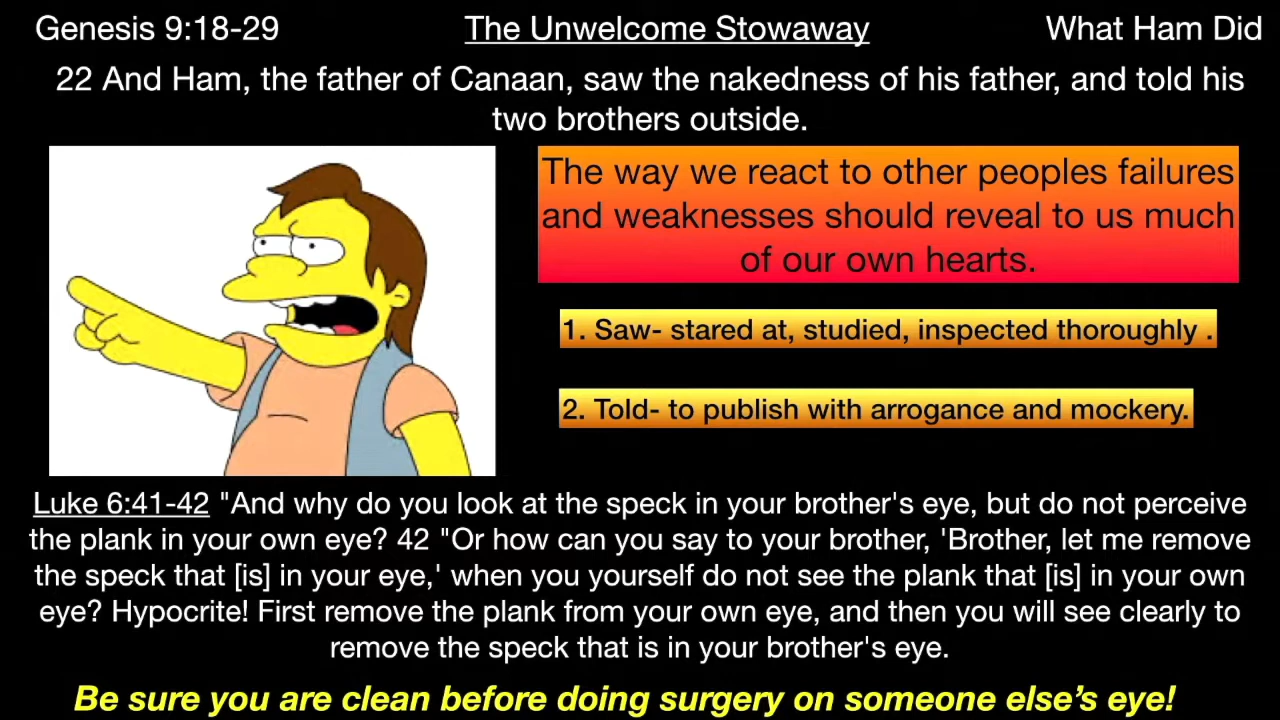 Genesis 9:18-29
The Unwelcome Stowaway
What Ham Did
22 And Ham, the father of Canaan, saw the nakedness of his father, and told his
two brothers outside.
The way we react to other peoples failures
and weaknesses should reveal to us much
of our own hearts.
1. Saw- stared at, studied, inspected thoroughly .
2. Told- to publish with arrogance and mockery.
Luke 6:41-42 "And why do you look at the speck in your brother's eye, but do not perceive
the plank in your own eye? 42 "Or how can you say to your brother, 'Brother, let me remove
the speck that [is] in your eye,' when you yourself do not see the plank that [is] in your own
eye? Hypocrite! First remove the plank from your own eye, and then you will see clearly to
remove the speck that is in your brother's eye.
Be sure you are clean before doing surgery on someone else’s eye!